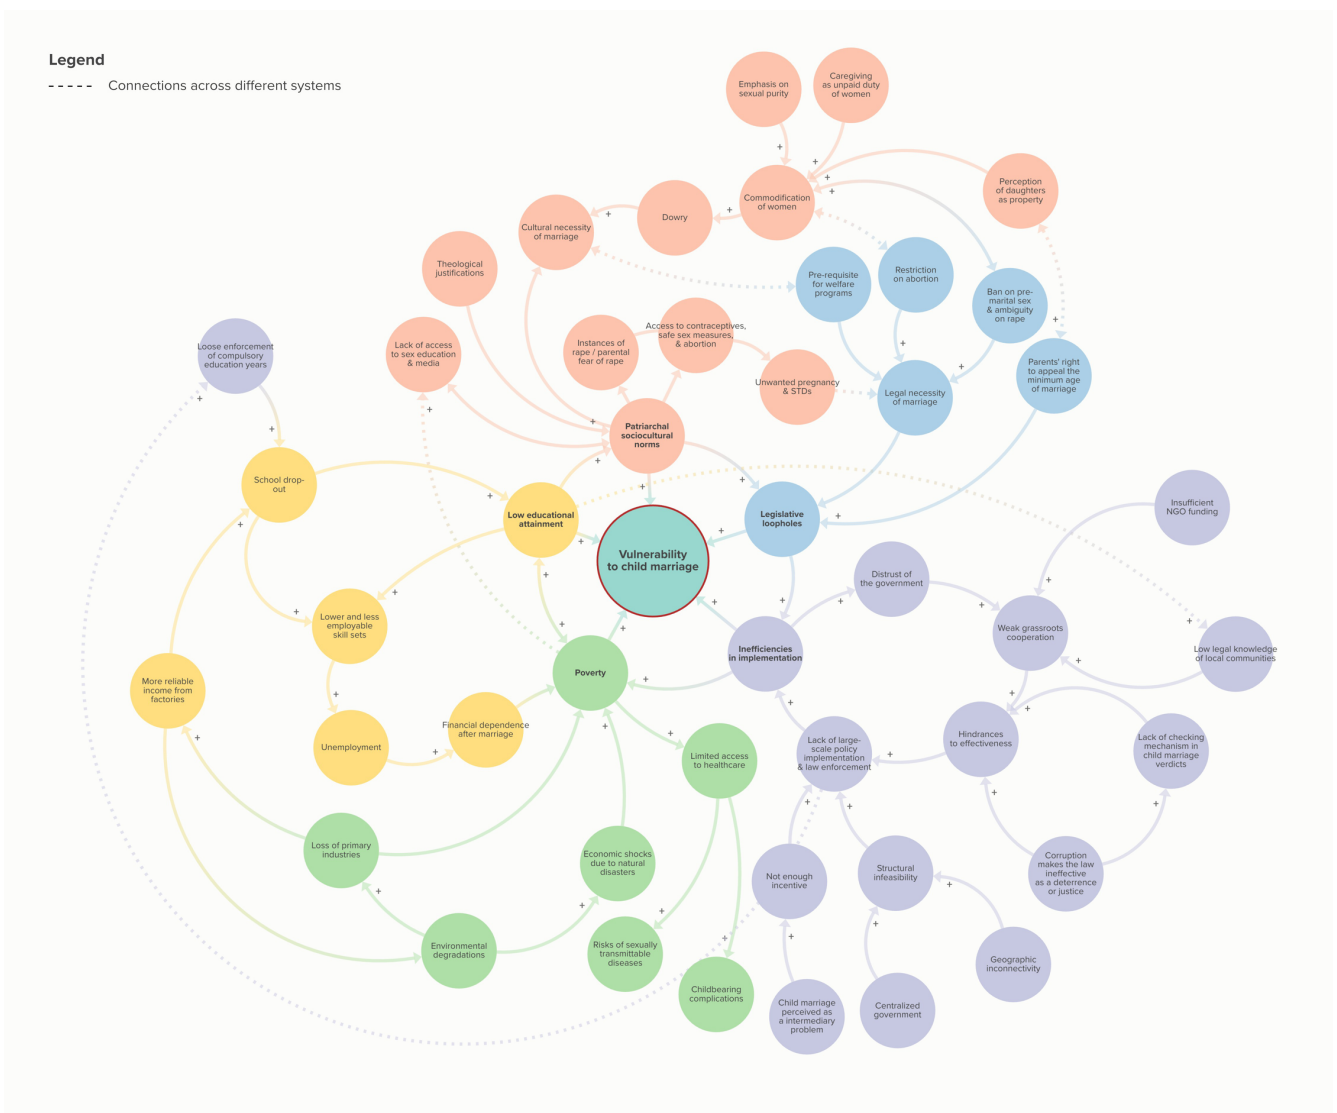 Legend
Connections across different systems
Emphasis on
sexual purity
Caregiving
as unpaid duty
of women
Perception
of daughters
as property
Commodification
of women
Dowry
Cultural necessity
of marriage
Theological
justifications
Pre-requisite
for welfare
programs
Restriction
on abortion
Ban on pre-
marital sex
& ambiguity
on rape
Loose enforcement
of compulsory
education years
Lack of access
to sex education
& media
Instances of
rape / parental
fear of rape
Access to contraceptives,
safe sex measures,
& abortion
Unwanted pregnancy
& STDs
Legal necessity
of marriage
Parents' right
to appeal the
minimum age
of marriage
Patriarchal
sociocultural
norms
School drop-
out
Low educational
attainment
Legislative
loopholes
Insufficient
NGO funding
Vulnerability
to child marriage
Distrust of
the government
Lower and less
employable
skill sets
Weak grassroots
cooperation
Low legal knowledge
of local communities
Inefficiencies
in implementation
Poverty
More reliable
income from
factories
Unemployment
Financial dependence
after marriage
Limited access
to healthcare
Lack of large-
scale policy
implementation
& law enforcement
Hindrances
to effectiveness
Lack of checking
mechanism in
child marriage
verdicts
Loss of primary
industries
Economic shocks
due to natural
disasters
Not enough
incentive
Structural
infeasibility
Corruption
makes the law
ineffective
as a deterrence
or justice
Environmental
degradations
Risks of sexually
transmittable
diseases
Childbearing
complications
Child marriage
perceived as
a intermediary
problem
Centralized
government
Geographic
inconnectivity